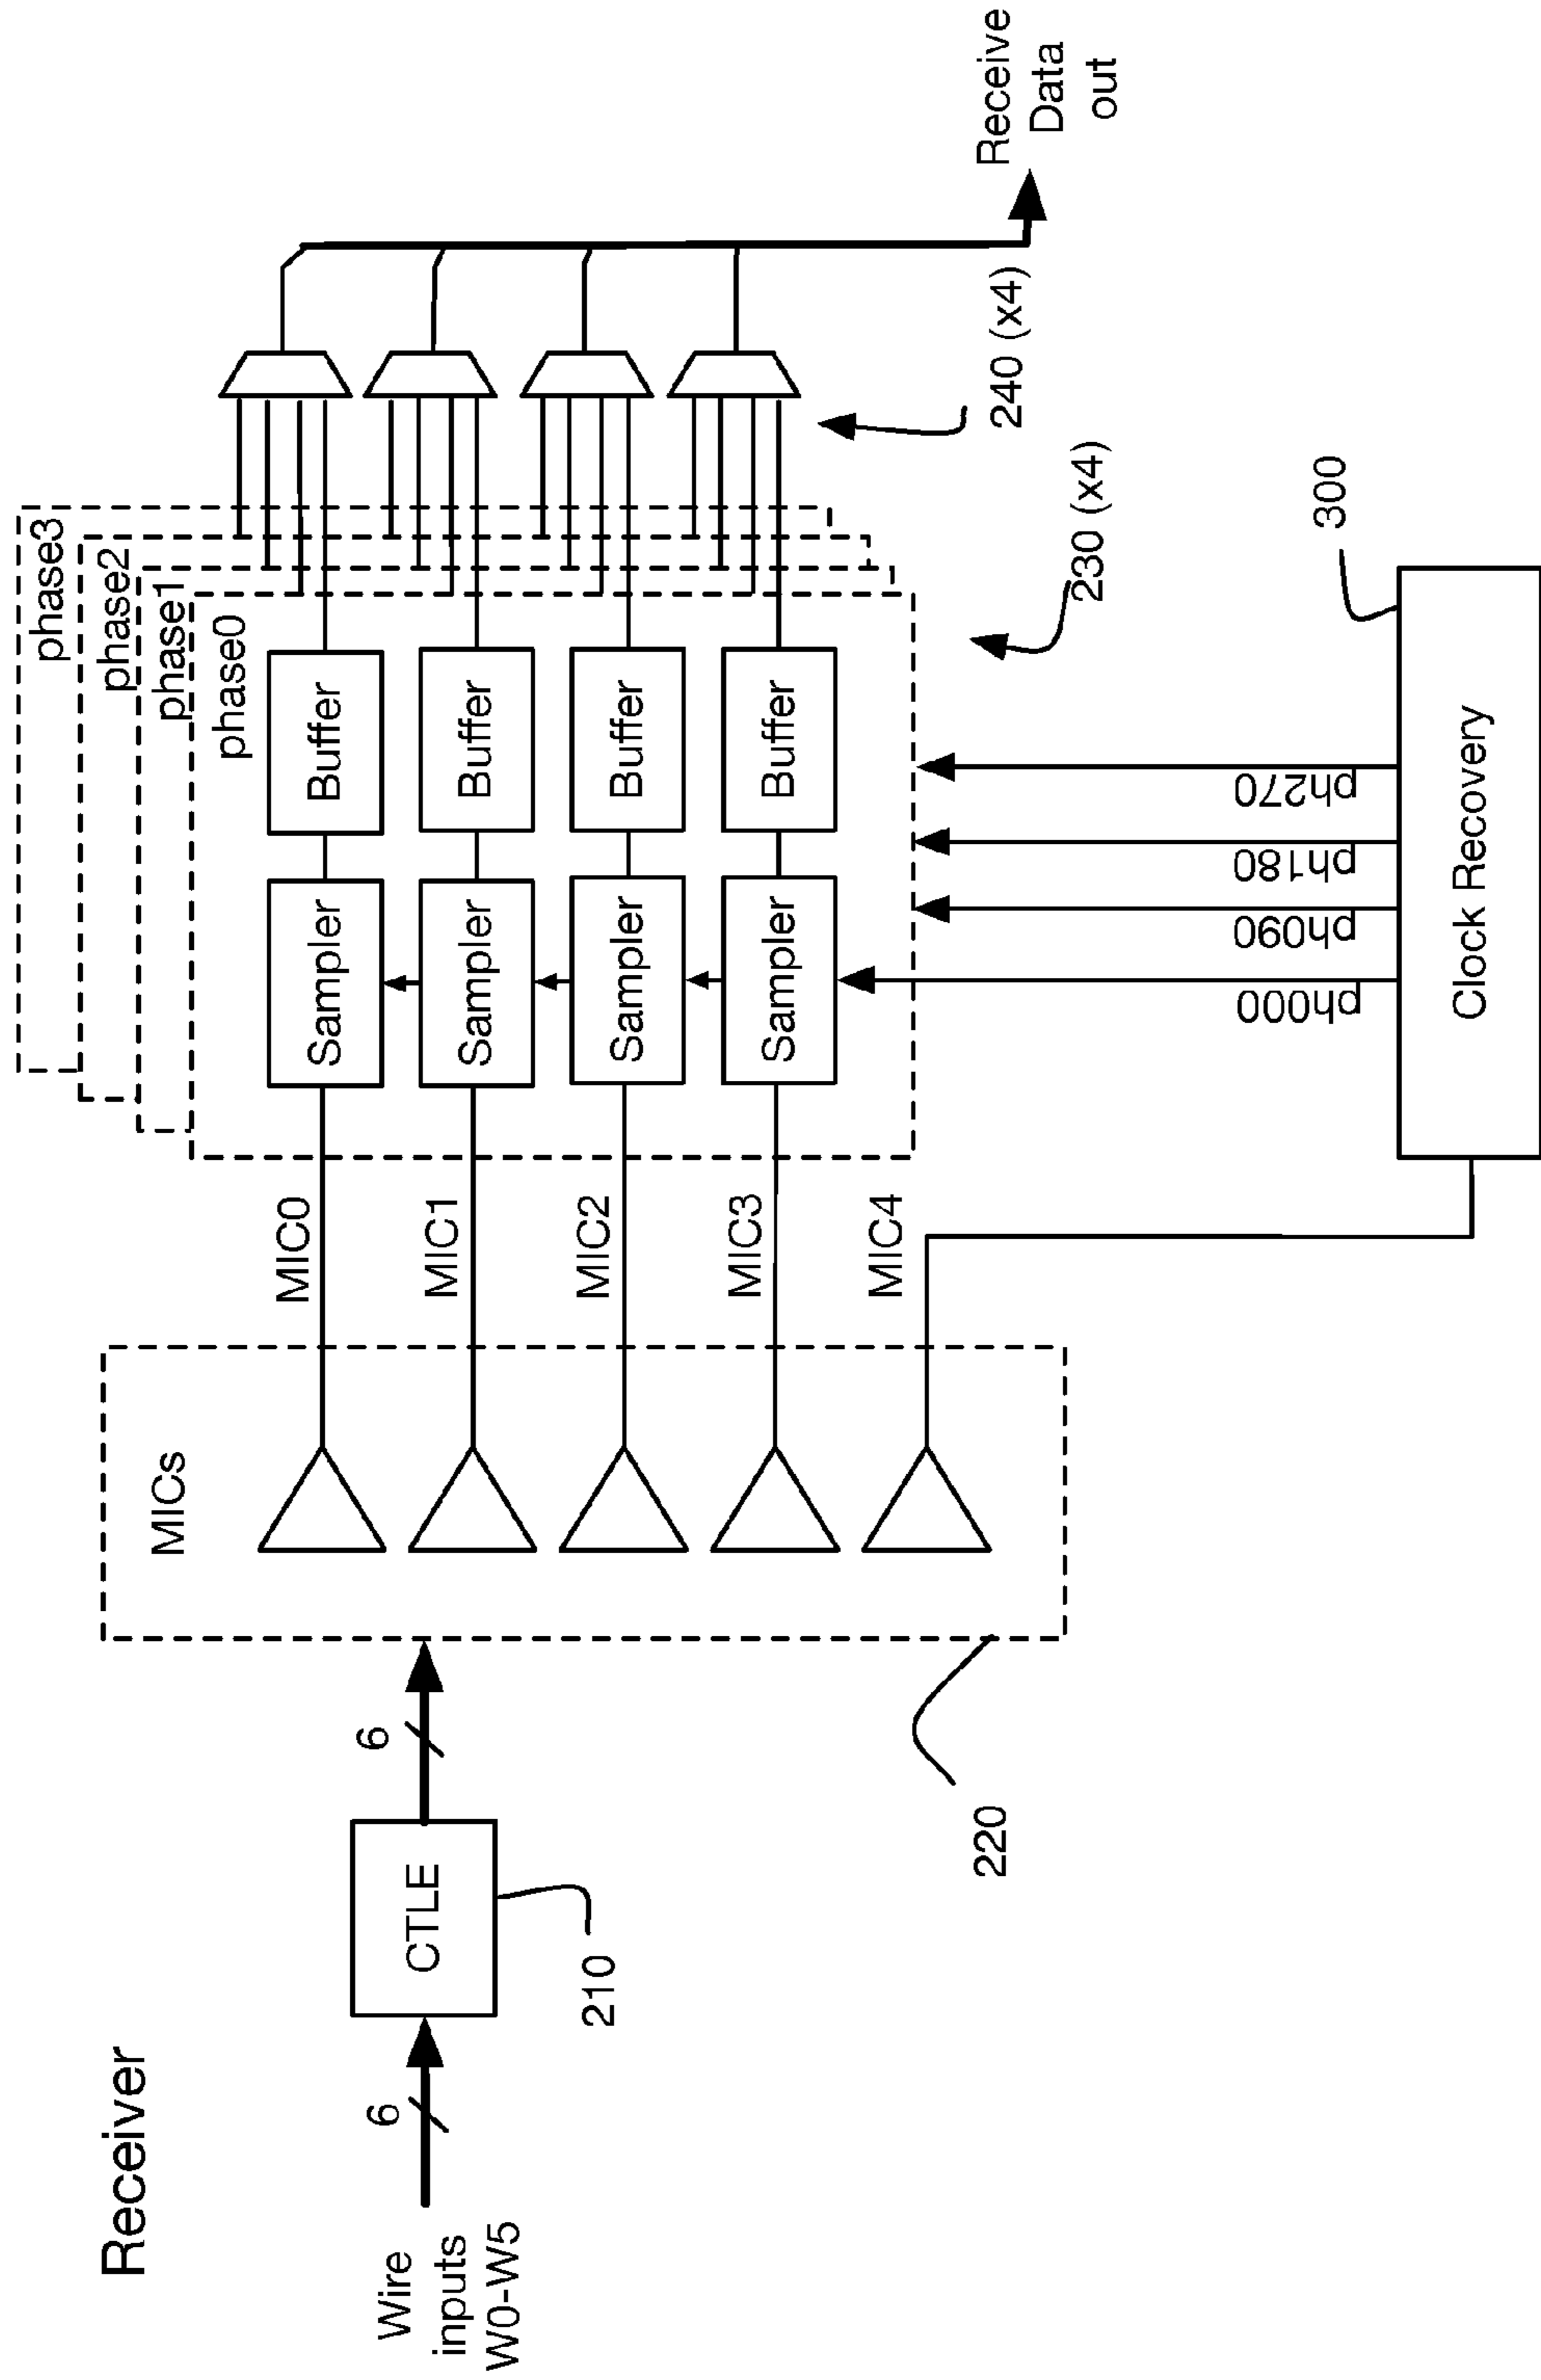 Receiver
Wire
inputs
W0-W5
6
CTLE
210
6
220
MICs
MIC0
MIC1
MIC2
MIC3
MIC4
phase3
phase2
phase1
phase0
Sampler
Buffer
Sampler
Buffer
Sampler
Buffer
Sampler
Buffer
230 (x4)
240 (x4)
Receive
Data
out
ph000
ph090
ph180
ph270
Clock Recovery
300